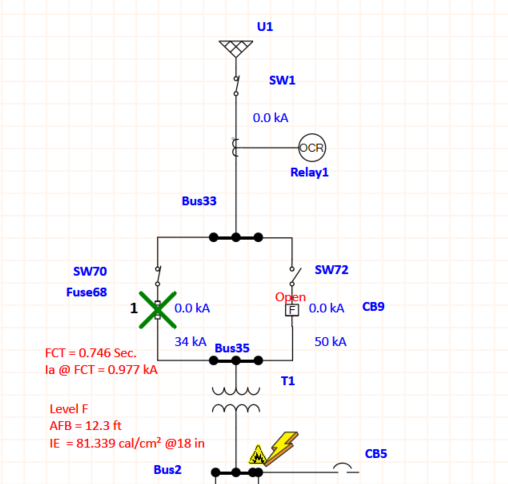 U1
SW1
0.0 kA
OCR
Relay1
Bus33
SW70
SW72
Fuse68
Open
1
0.0 kA
F
0.0 kA
CB9
34 kA
Bus35
50 kA
FCT = 0.746 Sec.
Ia @ FCT = 0.977 kA
T1
Level F
AFB = 12.3 ft
IE = 81.339 cal/cm² @18 in
CB5
Bus2